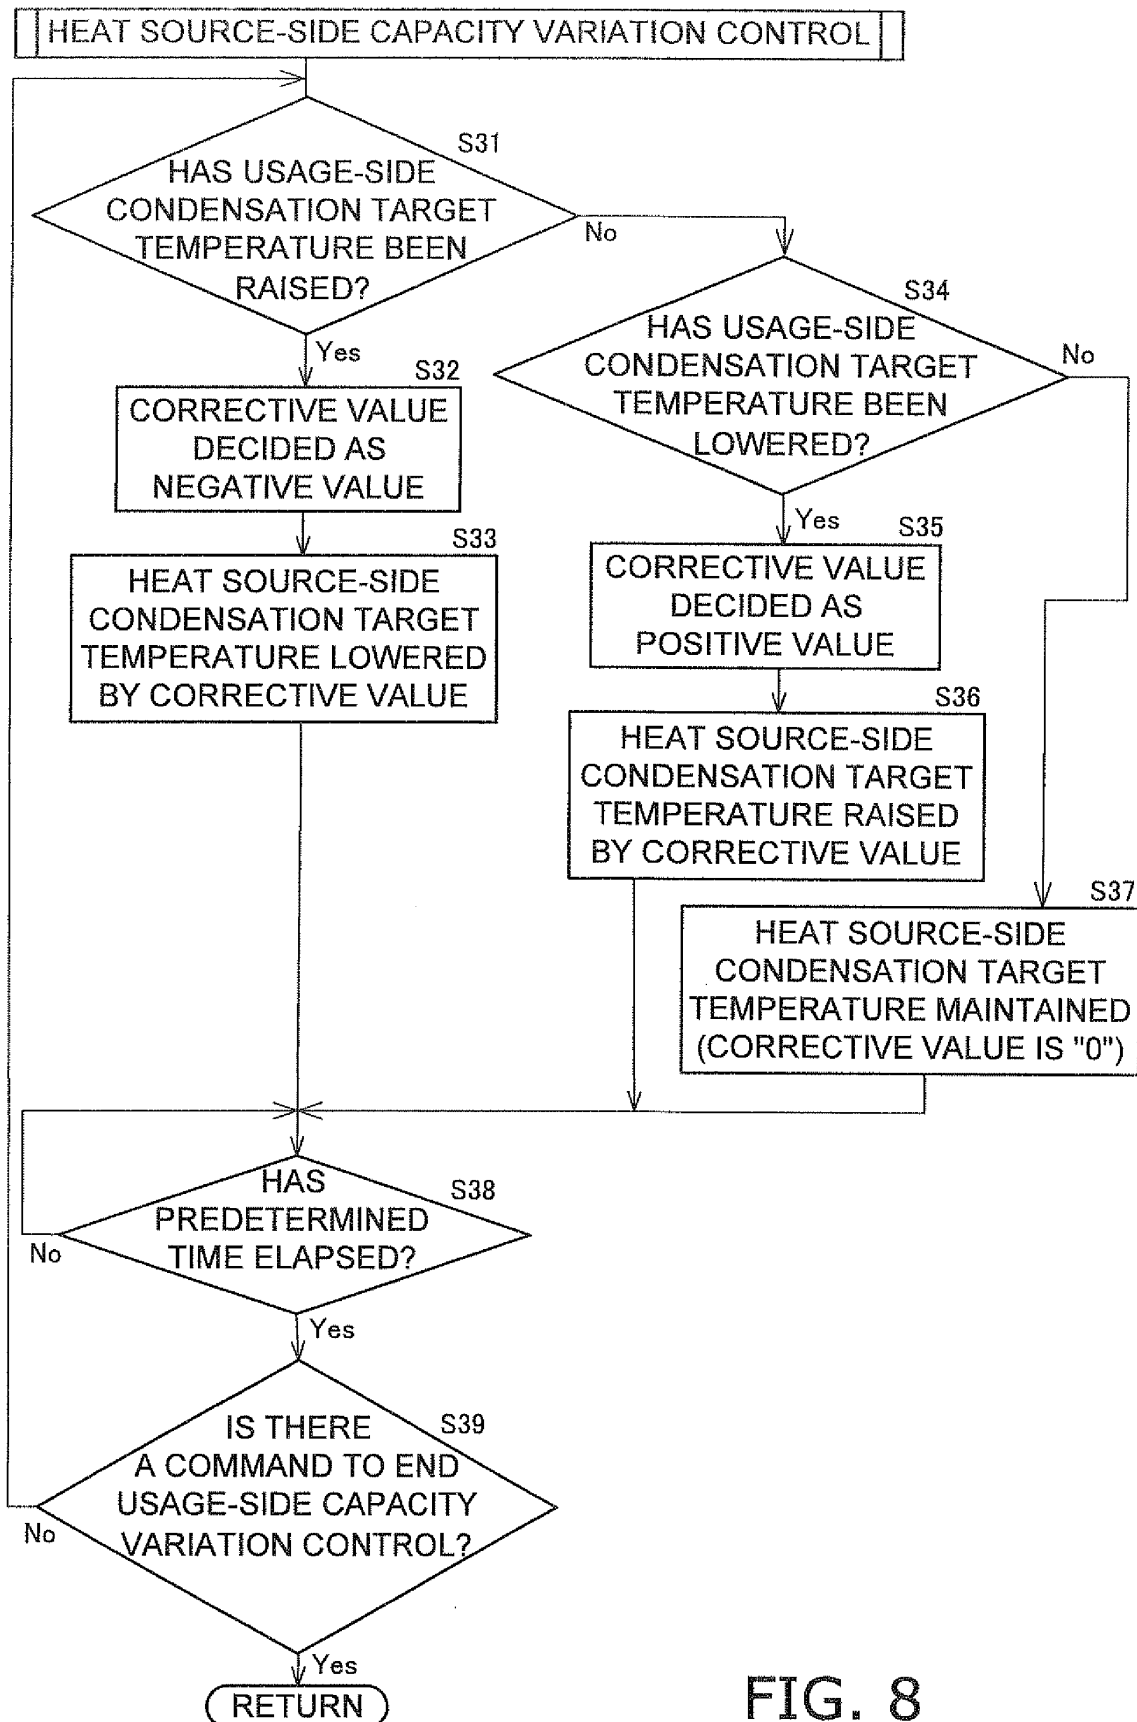 HEAT SOURCE-SIDE CAPACITY VARIATION CONTROL
S31
HAS USAGE-SIDE
CONDENSATION TARGET
TEMPERATURE BEEN
RAISED?
No
Yes
S34
HAS USAGE-SIDE
CONDENSATION TARGET
TEMPERATURE BEEN
LOWERED?
No
Yes
S32
CORRECTIVE VALUE
DECIDED AS
NEGATIVE VALUE
S33
HEAT SOURCE-SIDE
CONDENSATION TARGET
TEMPERATURE LOWERED
BY CORRECTIVE VALUE
S35
CORRECTIVE VALUE
DECIDED AS
POSITIVE VALUE
S36
HEAT SOURCE-SIDE
CONDENSATION TARGET
TEMPERATURE RAISED
BY CORRECTIVE VALUE
S37
HEAT SOURCE-SIDE
CONDENSATION TARGET
TEMPERATURE MAINTAINED
(CORRECTIVE VALUE IS "0")
S38
HAS
PREDETERMINED
TIME ELAPSED?
No
Yes
S39
IS THERE
A COMMAND TO END
USAGE-SIDE CAPACITY
VARIATION CONTROL?
No
Yes
RETURN
FIG. 8